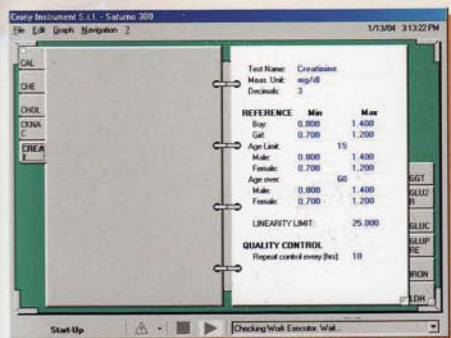 Crony Instrument S.r.l. - Saturno 300
File Edit Graph Navigation ? 1/13/04 3:13:22 PM
CAL
CHE
CHOL
CKNA
C
CREA
T
Test Name: Creatinine
Meas. Unit: mg/dl
Decimals: 3
REFERENCE Min Max
Boy: 0.800 1.400
Girl: 0.700 1.200
Age Limit: 15
Male: 0.800 1.400
Female: 0.700 1.200
Age over: 60
Male: 0.800 1.400
Female: 0.700 1.200
LINEARITY LIMIT: 25.000
QUALITY CONTROL
Repeat control every [hrs]: 10
GGT
GLU2
R
GLUC
GLUP
RE
IRON
LDH
Start-Up Checking Work Executor. Wait...